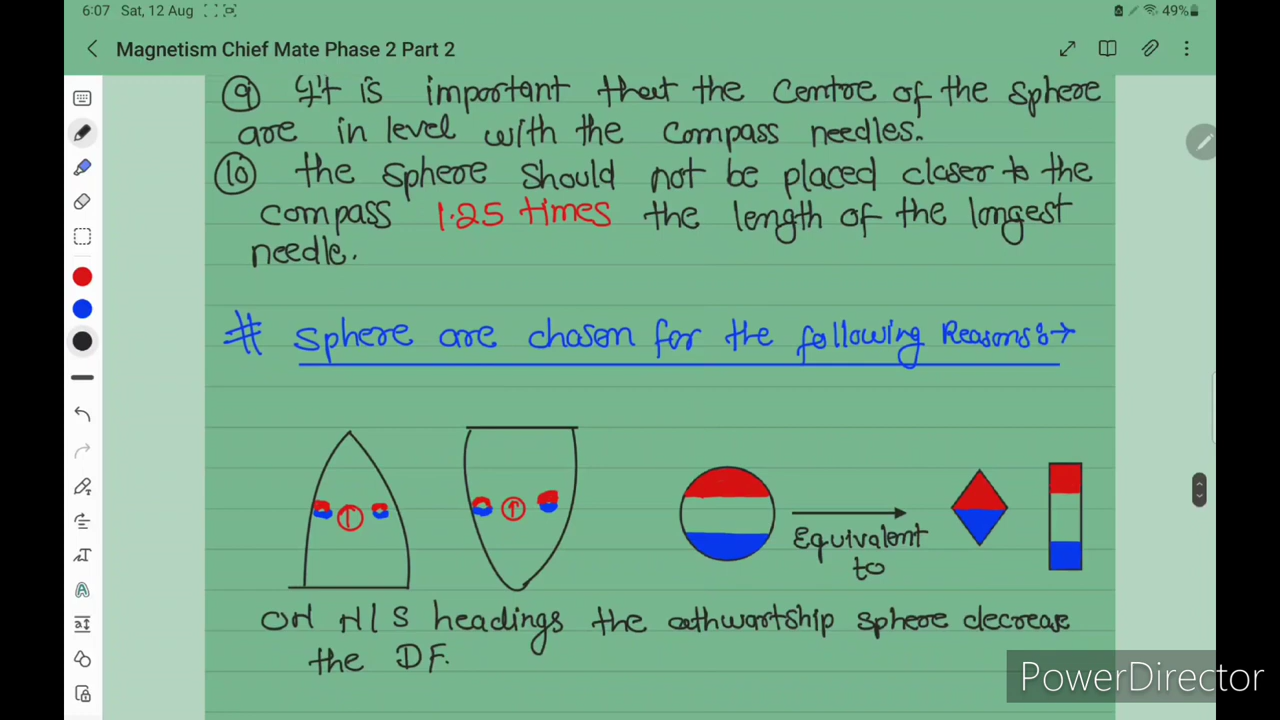 6:07 Sat, 12 Aug
49%
Magnetism Chief Mate Phase 2 Part 2
9 It is important that the centre of the sphere
are in level with the compass needles.
10 the sphere should not be placed closer to the
compass 1.25 times the length of the longest
needle.
# Sphere are chosen for the following Reasons:→
Equivalent
to
ON N/S headings the athwartship sphere decrease
the DF.
PowerDirector